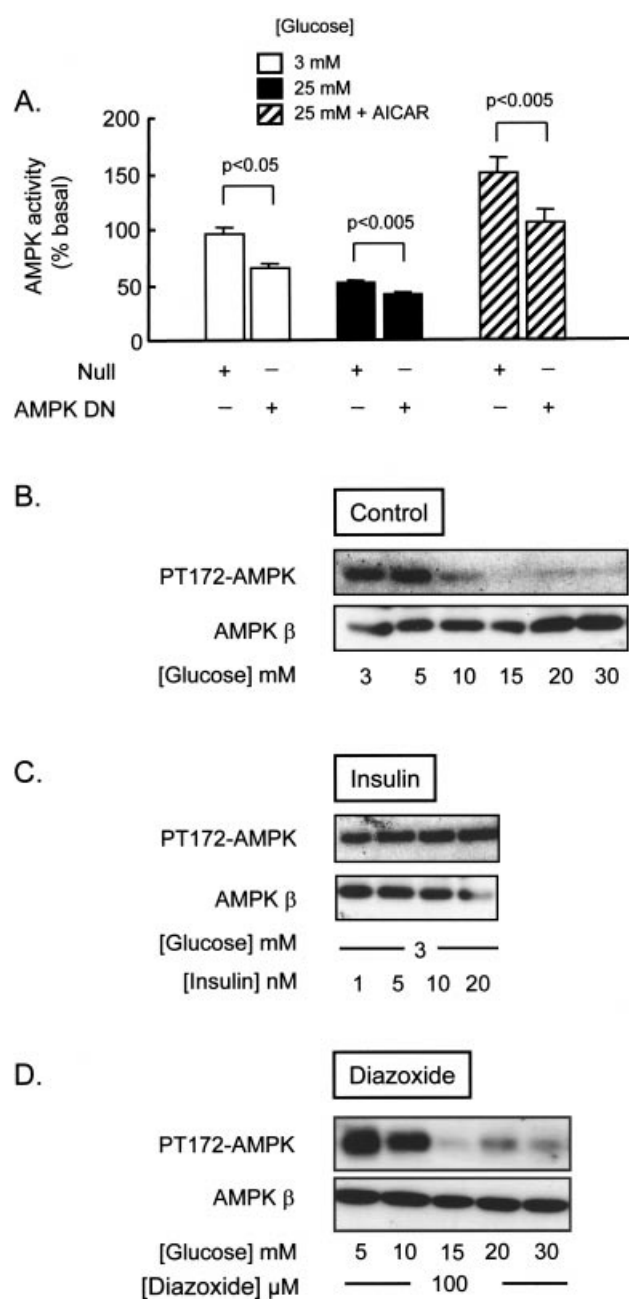 [Glucose]
3 mM
25 mM
25 mM + AICAR
A.
AMPK activity
(% basal)
200
150
100
50
0
p<0.05
p<0.005
p<0.005
Null + – + – + –
AMPK DN – + – + – +
B.
Control
PT172-AMPK
AMPK β
[Glucose] mM 3 5 10 15 20 30
C.
Insulin
PT172-AMPK
AMPK β
[Glucose] mM 3
[Insulin] nM 1 5 10 20
D.
Diazoxide
PT172-AMPK
AMPK β
[Glucose] mM 5 10 15 20 30
[Diazoxide] µM 100